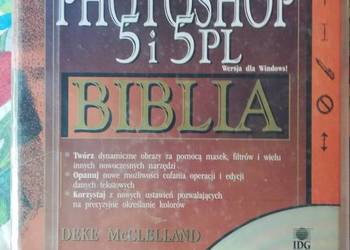 PHOTOSHOP
5 i 5PL
Wersja dla Windows!
BIBLIA
• Twórz dynamiczne obrazy za pomocą masek, filtrów i wielu
innych nowoczesnych narzędzi
• Opanuj nowe możliwości cofania operacji i edycji
danych tekstowych
• Korzystaj z nowych ustawień pozwalających
na precyzyjne określanie kolorów
DEKE McCLELLAND
IDG